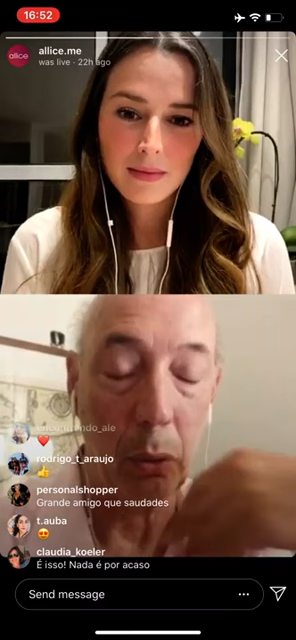 16:52
allice
allice.me
was live · 22h ago
encontrando_ale
❤️
rodrigo_t_araujo
👍
personalshopper
Grande amigo que saudades
t.auba
😍
claudia_koeler
É isso! Nada é por acaso
Send message